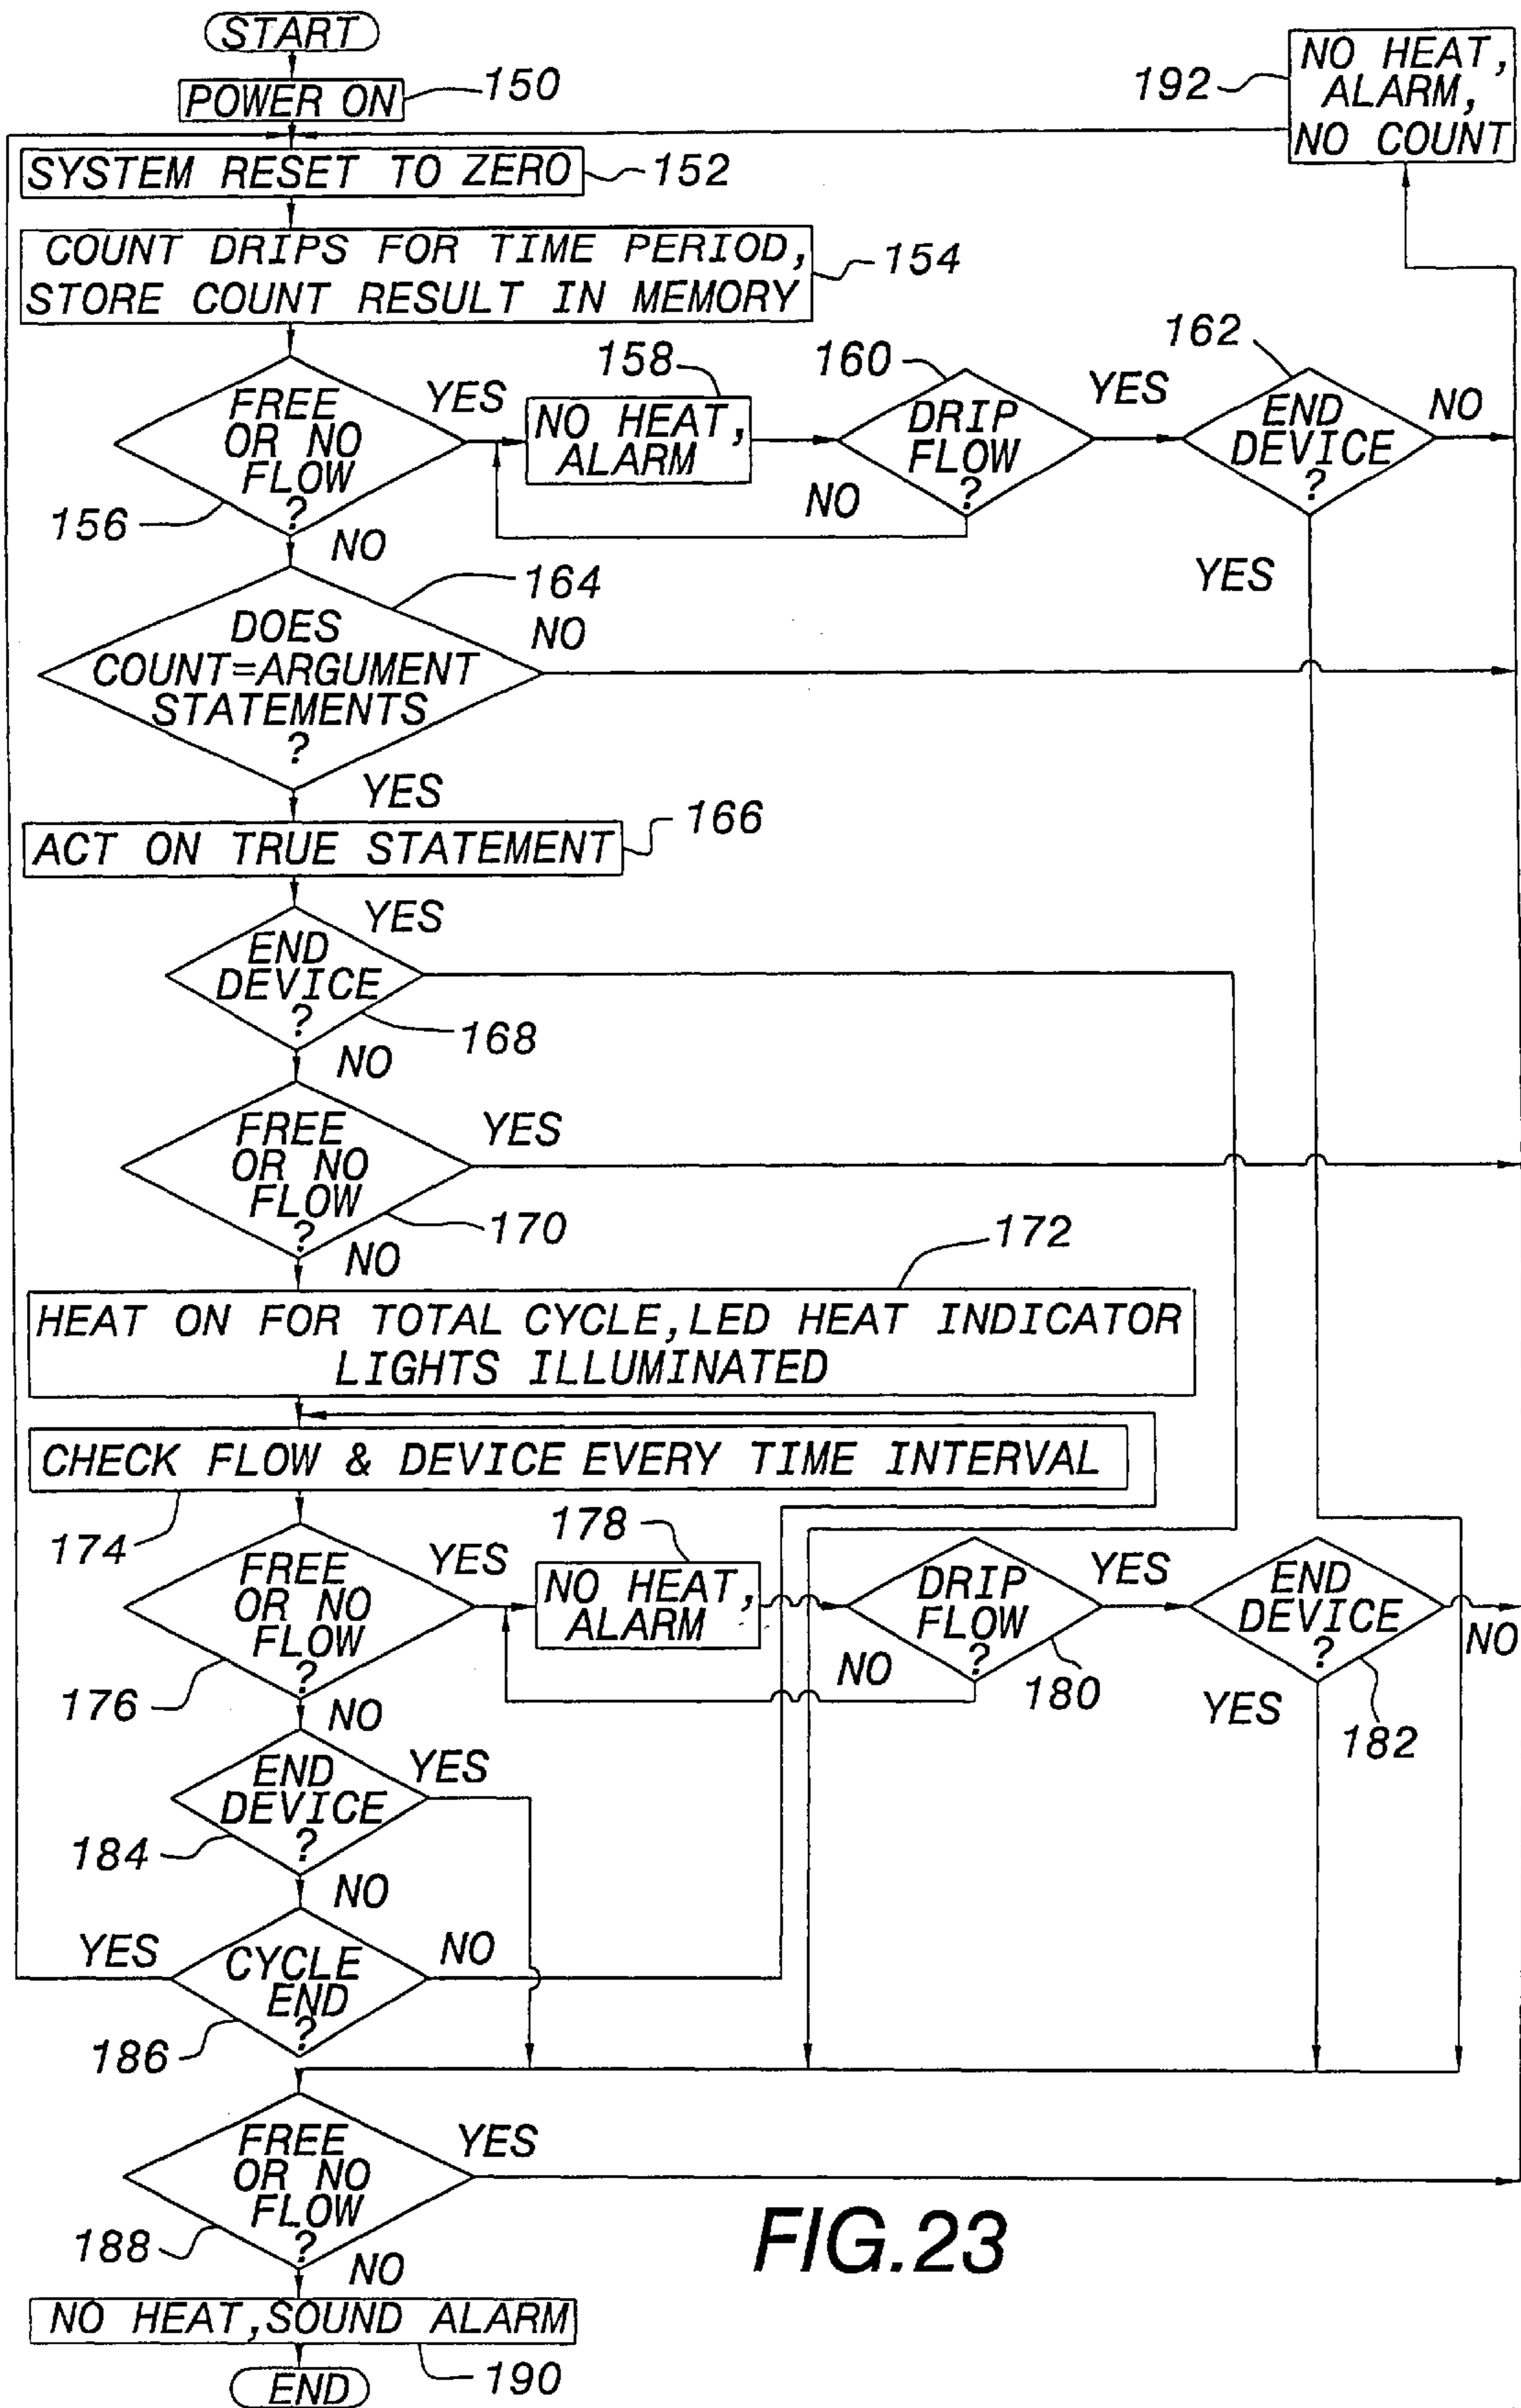 START
POWER ON
150
192
NO HEAT,
ALARM,
NO COUNT
SYSTEM RESET TO ZERO
152
COUNT DRIPS FOR TIME PERIOD,
STORE COUNT RESULT IN MEMORY
154
FREE
OR NO
FLOW
?
156
YES
NO
158
NO HEAT,
ALARM
160
DRIP
FLOW
?
YES
NO
162
END
DEVICE
?
NO
YES
164
DOES
COUNT=ARGUMENT
STATEMENTS
?
NO
YES
ACT ON TRUE STATEMENT
166
END
DEVICE
?
YES
168
NO
FREE
OR NO
FLOW
?
YES
170
NO
172
HEAT ON FOR TOTAL CYCLE, LED HEAT INDICATOR
LIGHTS ILLUMINATED
CHECK FLOW & DEVICE EVERY TIME INTERVAL
174
FREE
OR NO
FLOW
?
YES
176
NO
178
NO HEAT,
ALARM
DRIP
FLOW
?
YES
NO
180
END
DEVICE
?
NO
YES
182
END
DEVICE
?
YES
184
NO
YES
CYCLE
END
?
NO
186
FREE
OR NO
FLOW
?
YES
188
NO
NO HEAT, SOUND ALARM
190
END
FIG.23